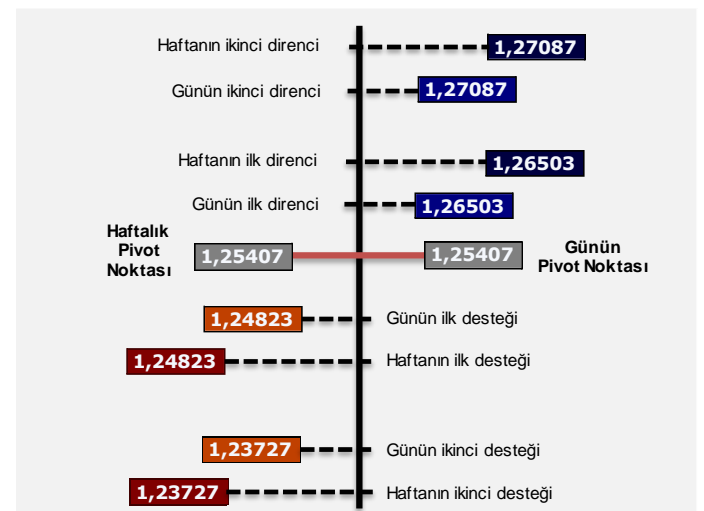 Haftanın ikinci direnci
1,27087
Günün ikinci direnci
1,27087
Haftanın ilk direnci
1,26503
Günün ilk direnci
1,26503
Haftalık
Pivot
Noktası
1,25407
1,25407
Günün
Pivot Noktası
1,24823
Günün ilk desteği
1,24823
Haftanın ilk desteği
1,23727
Günün ikinci desteği
1,23727
Haftanın ikinci desteği